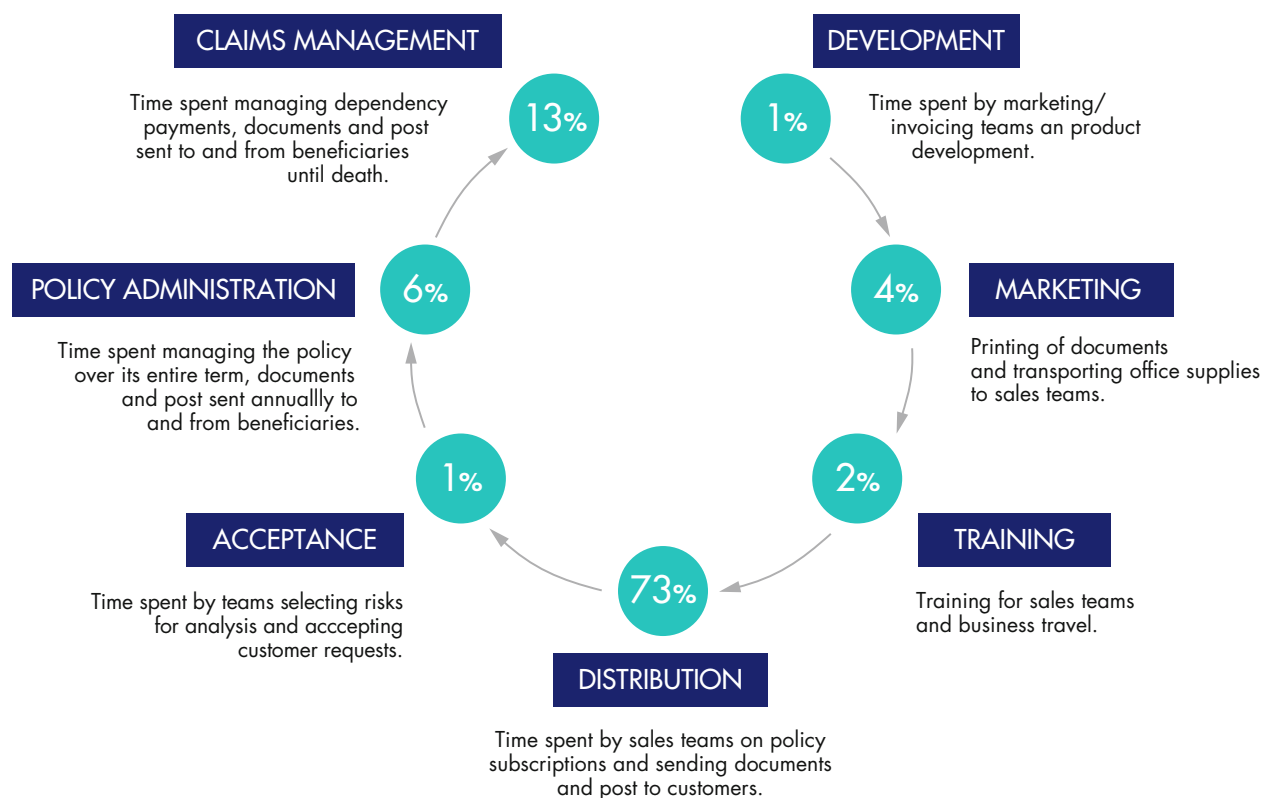 DEVELOPMENT
1%
Time spent by marketing/
invoicing teams an product
development.
MARKETING
4%
Printing of documents
and transporting office supplies
to sales teams.
TRAINING
2%
Training for sales teams
and business travel.
DISTRIBUTION
73%
Time spent by sales teams on policy
subscriptions and sending documents
and post to customers.
ACCEPTANCE
1%
Time spent by teams selecting risks
for analysis and acccepting
customer requests.
POLICY ADMINISTRATION
6%
Time spent managing the policy
over its entire term, documents
and post sent annuallly to
and from beneficiaries.
CLAIMS MANAGEMENT
13%
Time spent managing dependency
payments, documents and post
sent to and from beneficiaries
until death.